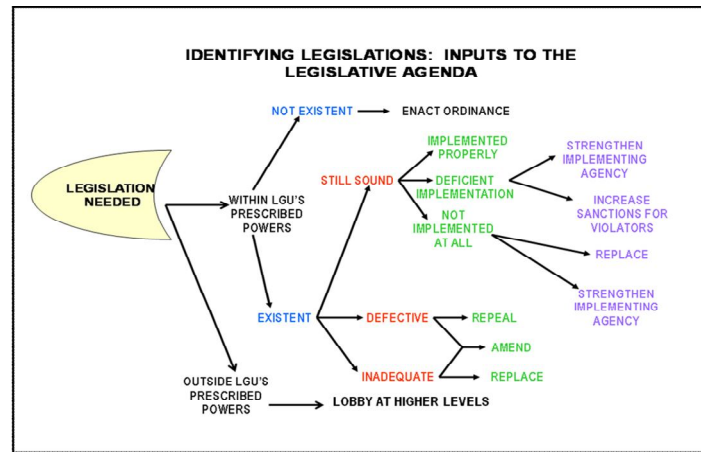 IDENTIFYING LEGISLATIONS: INPUTS TO THE
LEGISLATIVE AGENDA
NOT EXISTENT
ENACT ORDINANCE
IMPLEMENTED
PROPERLY
STRENGTHEN
IMPLEMENTING
AGENCY
STILL SOUND
DEFICIENT
IMPLEMENTATION
LEGISLATION
NEEDED
WITHIN LGU'S
PRESCRIBED
POWERS
INCREASE
SANCTIONS FOR
VIOLATORS
NOT
IMPLEMENTED
AT ALL
REPLACE
STRENGTHEN
IMPLEMENTING
AGENCY
EXISTENT
DEFECTIVE
REPEAL
AMEND
INADEQUATE
REPLACE
OUTSIDE LGU'S
PRESCRIBED
POWERS
LOBBY AT HIGHER LEVELS